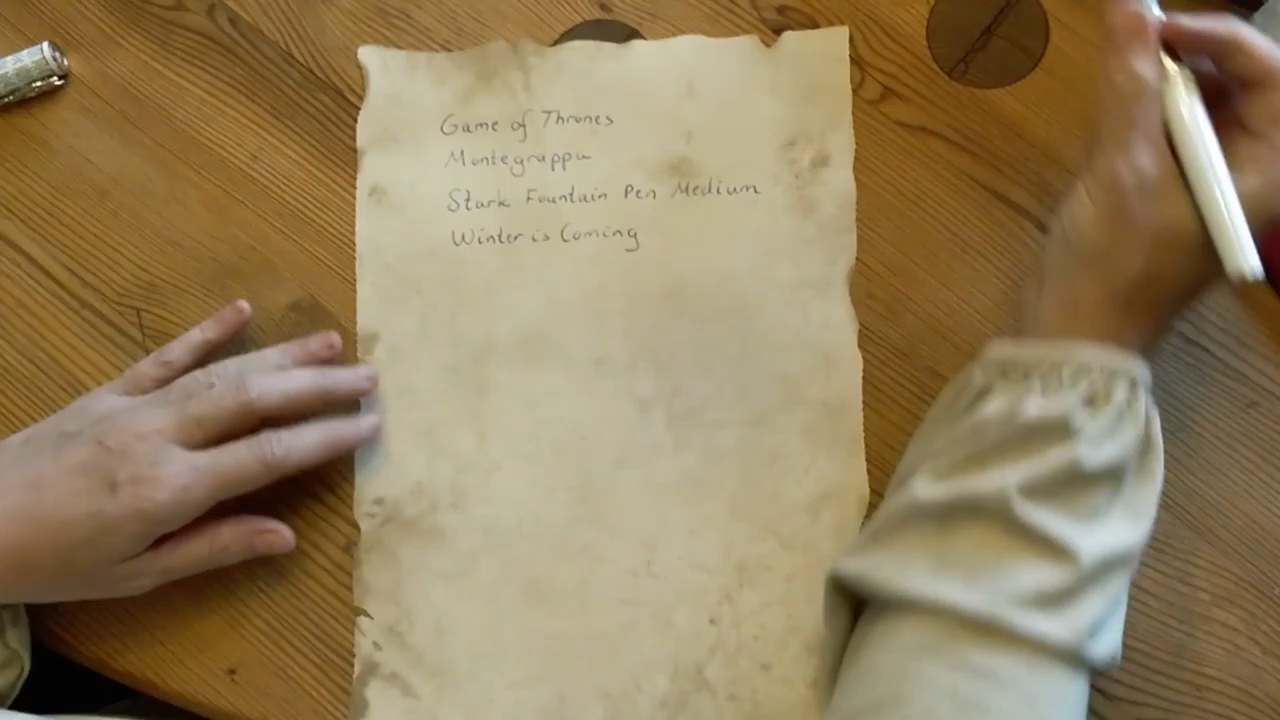 Game of Thrones
Montegrappa
Stark Fountain Pen Medium
Winter is Coming